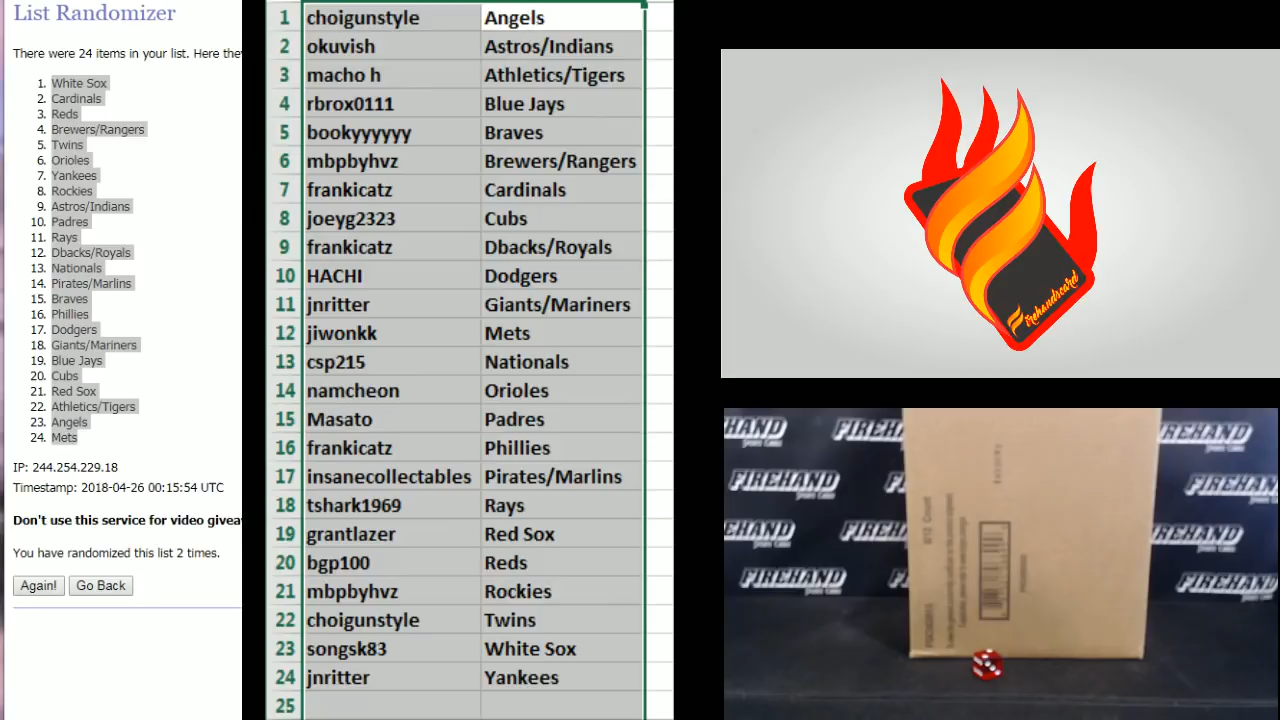 List Randomizer
There were 24 items in your list. Here they
1. White Sox
2. Cardinals
3. Reds
4. Brewers/Rangers
5. Twins
6. Orioles
7. Yankees
8. Rockies
9. Astros/Indians
10. Padres
11. Rays
12. Dbacks/Royals
13. Nationals
14. Pirates/Marlins
15. Braves
16. Phillies
17. Dodgers
18. Giants/Mariners
19. Blue Jays
20. Cubs
21. Red Sox
22. Athletics/Tigers
23. Angels
24. Mets
IP: 244.254.229.18
Timestamp: 2018-04-26 00:15:54 UTC
Don't use this service for video givea
You have randomized this list 2 times.
Again! Go Back
1 choigunstyle Angels
2 okuvish Astros/Indians
3 macho h Athletics/Tigers
4 rbrox0111 Blue Jays
5 bookyyyyyy Braves
6 mbpbyhvz Brewers/Rangers
7 frankicatz Cardinals
8 joeyg2323 Cubs
9 frankicatz Dbacks/Royals
10 HACHI Dodgers
11 jnritter Giants/Mariners
12 jiwonkk Mets
13 csp215 Nationals
14 namcheon Orioles
15 Masato Padres
16 frankicatz Phillies
17 insanecollectables Pirates/Marlins
18 tshark1969 Rays
19 grantlazer Red Sox
20 bgp100 Reds
21 mbpbyhvz Rockies
22 choigunstyle Twins
23 songsk83 White Sox
24 jnritter Yankees
25
firehandscard
FIREHAND
FIREHAND
FIREHAND
FIREHAND
FIREHAND
FIREHAND
FIREHAND
FIREHAND